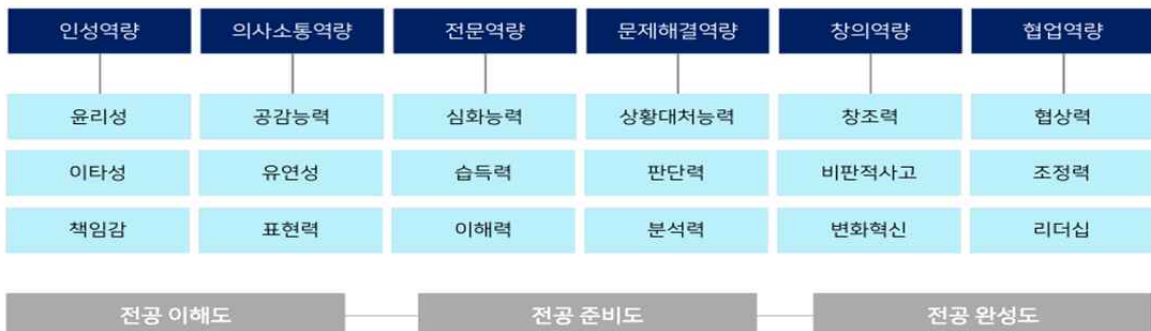 인성역량 의사소통역량 전문역량 문제해결역량 창의역량 협업역량
윤리성 공감능력 심화능력 상황대처능력 창조력 협상력
이타성 유연성 습득력 판단력 비판적사고 조정력
책임감 표현력 이해력 분석력 변화혁신 리더십
전공 이해도 전공 준비도 전공 완성도